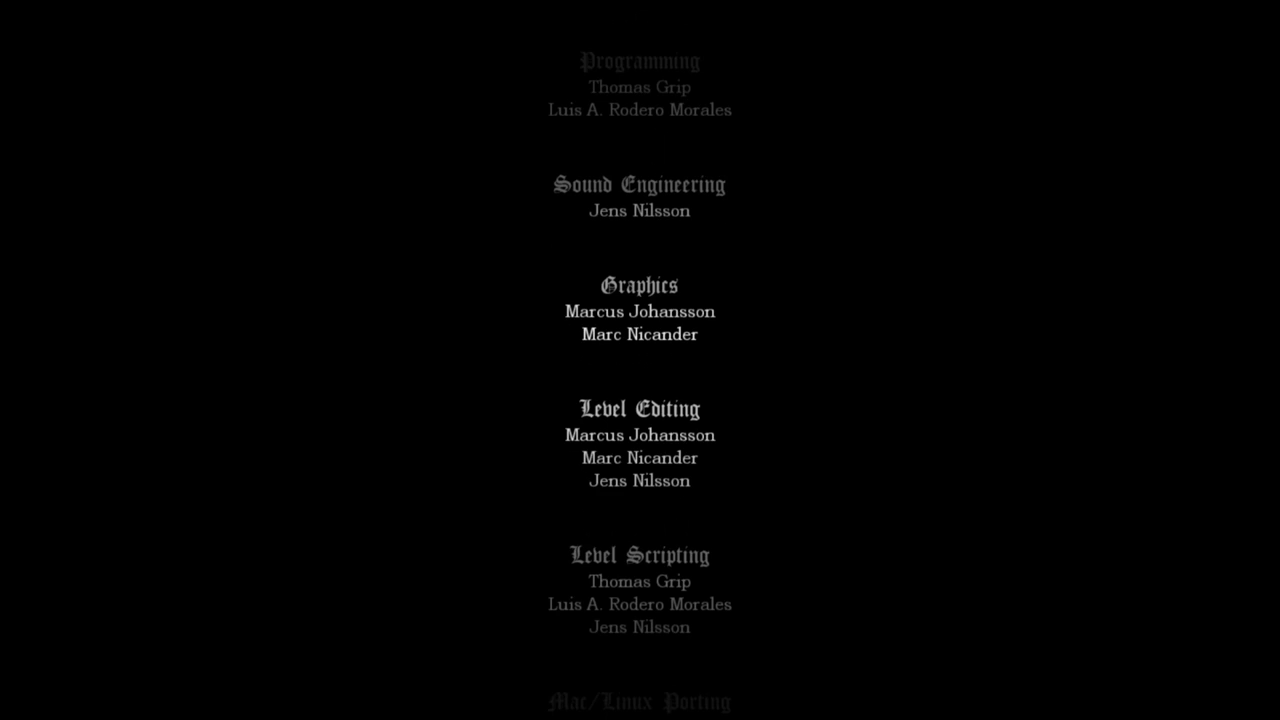 Programming
Thomas Grip
Luis A. Rodero Morales
Sound Engineering
Jens Nilsson
Graphics
Marcus Johansson
Marc Nicander
Level Editing
Marcus Johansson
Marc Nicander
Jens Nilsson
Level Scripting
Thomas Grip
Luis A. Rodero Morales
Jens Nilsson
Mac/Linux Porting